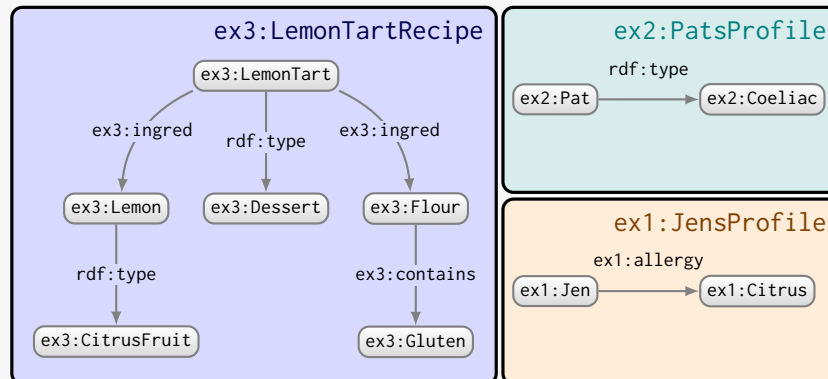 ex3:LemonTartRecipe
ex3:LemonTart
ex3:ingred
rdf:type
ex3:ingred
ex3:Lemon
ex3:Dessert
ex3:Flour
rdf:type
ex3:contains
ex3:CitrusFruit
ex3:Gluten
ex2:PatsProfile
rdf:type
ex2:Pat
ex2:Coeliac
ex1:JensProfile
ex1:allergy
ex1:Jen
ex1:Citrus